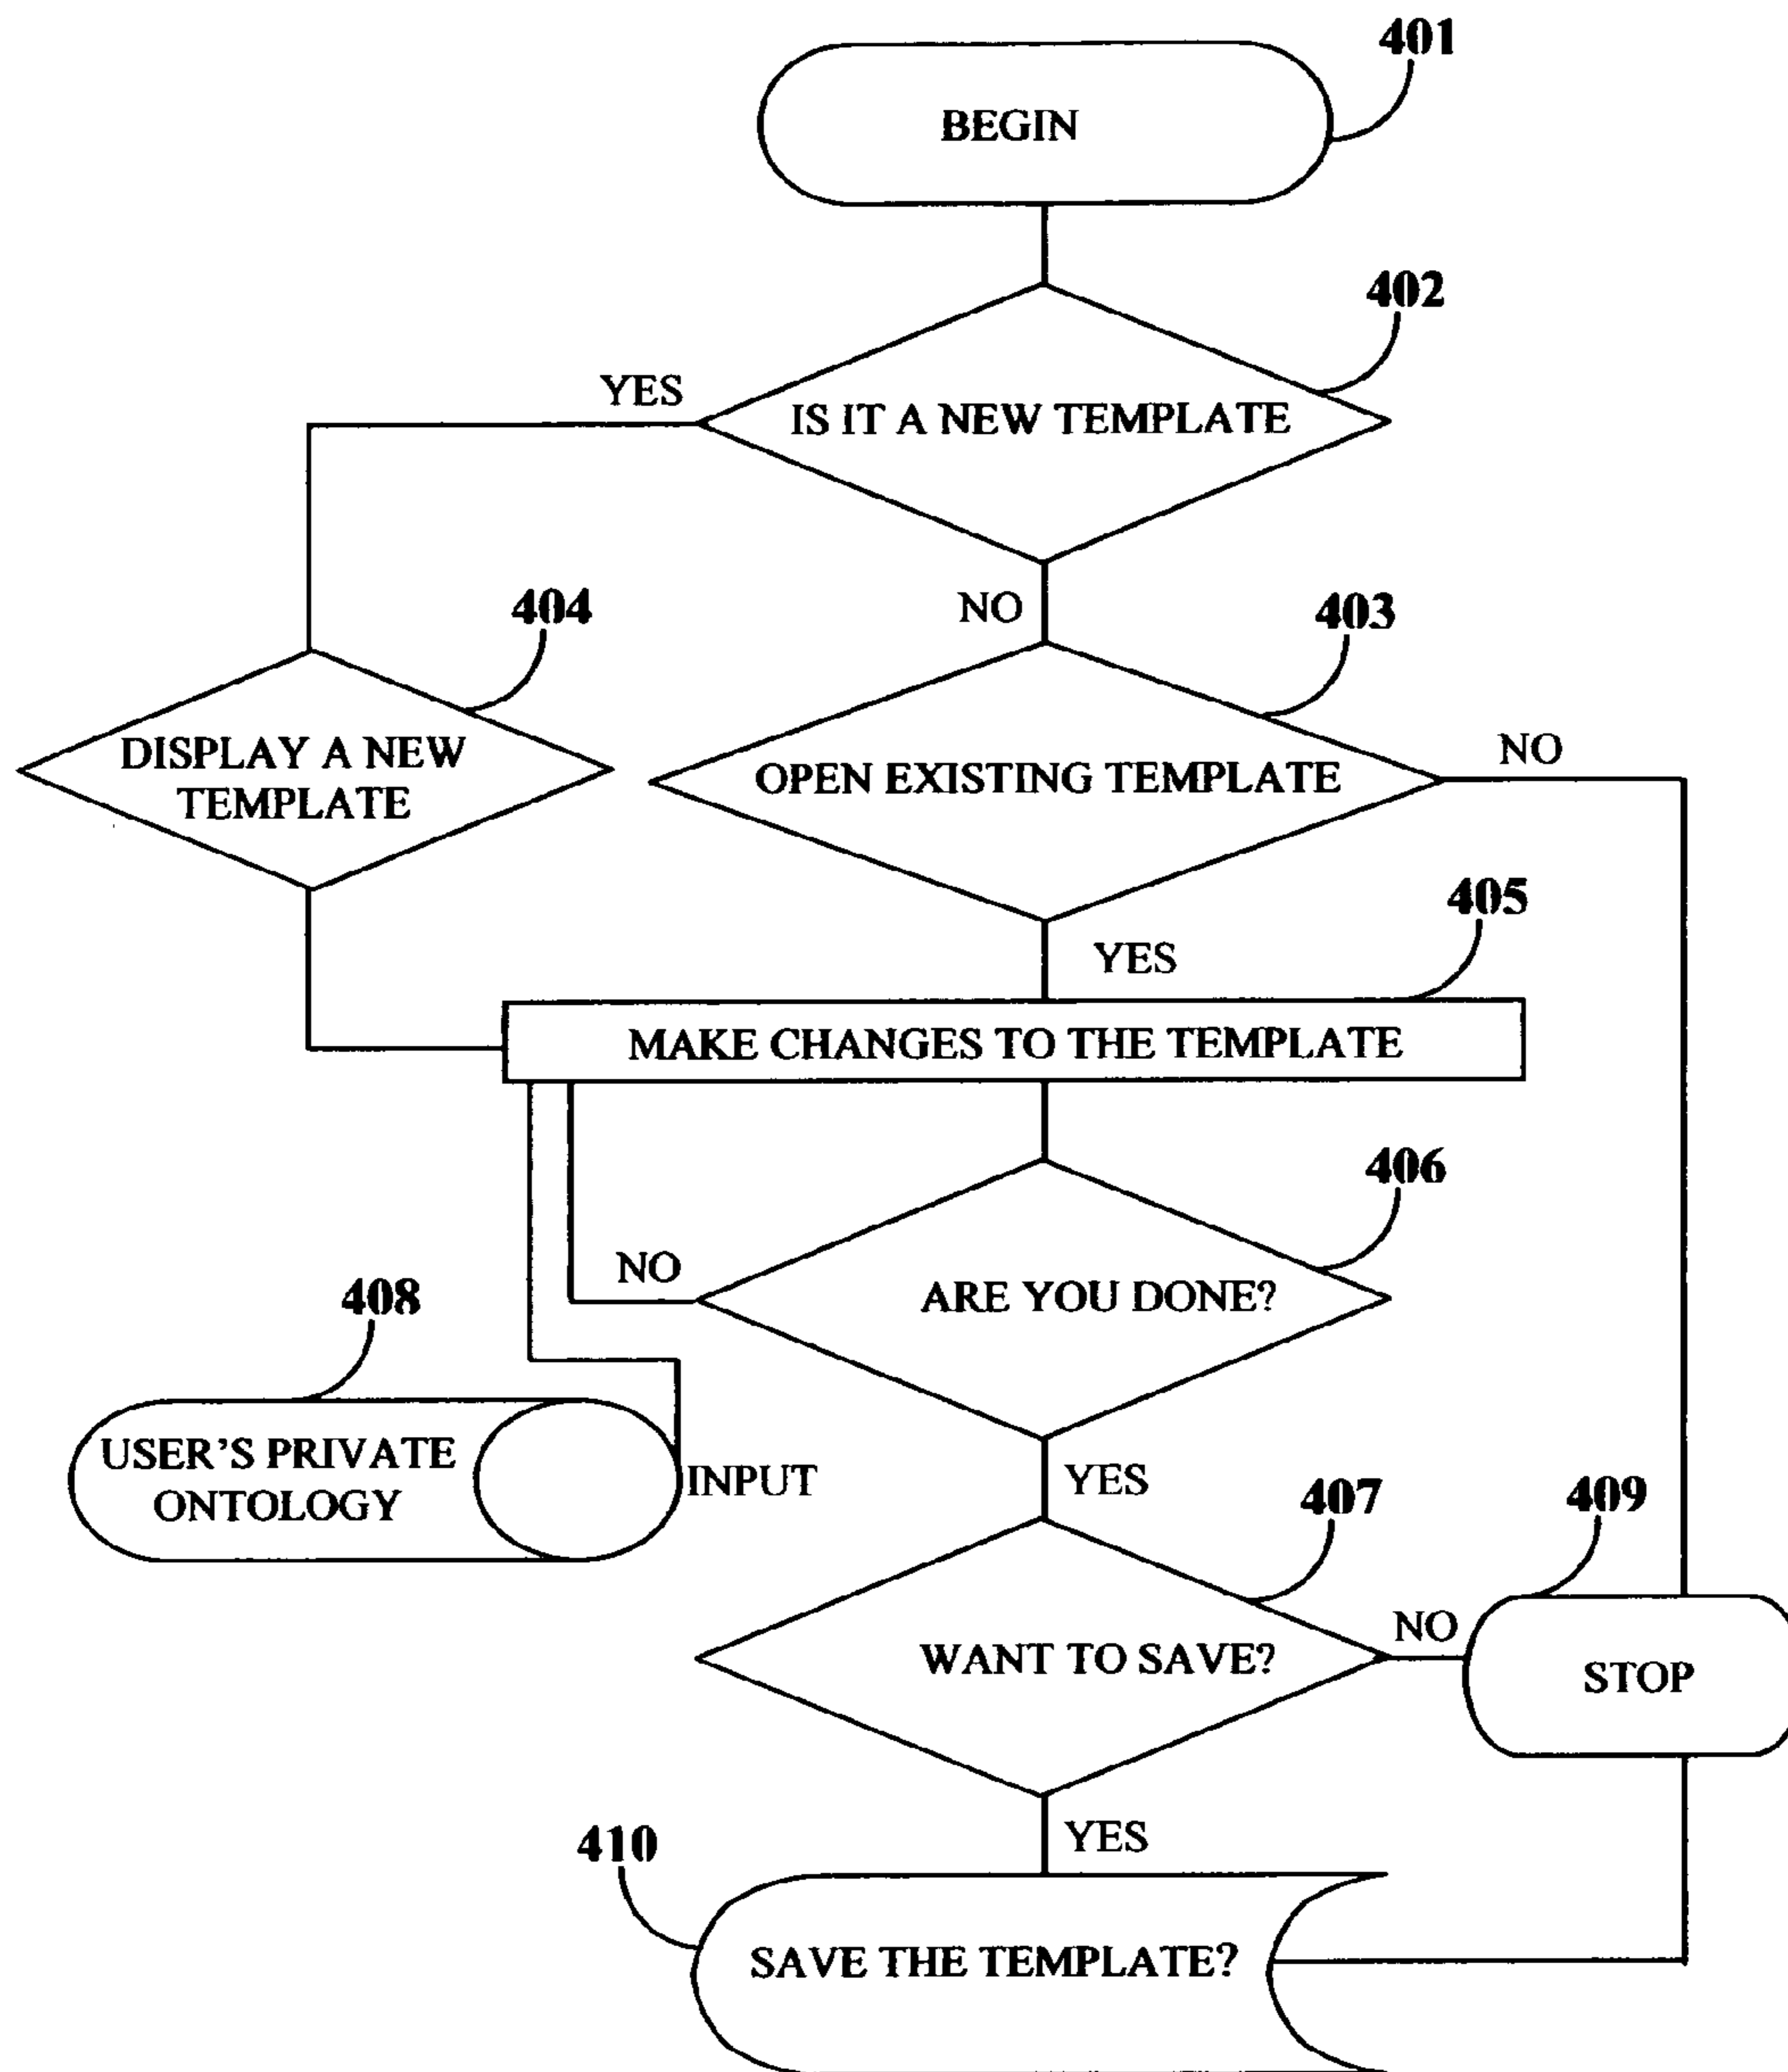 401
BEGIN
402
YES
IS IT A NEW TEMPLATE
404
NO
403
DISPLAY A NEW
TEMPLATE
OPEN EXISTING TEMPLATE
NO
405
YES
MAKE CHANGES TO THE TEMPLATE
406
NO
ARE YOU DONE?
408
USER'S PRIVATE
ONTOLOGY
INPUT
YES
407
409
WANT TO SAVE?
NO
STOP
410
YES
SAVE THE TEMPLATE?